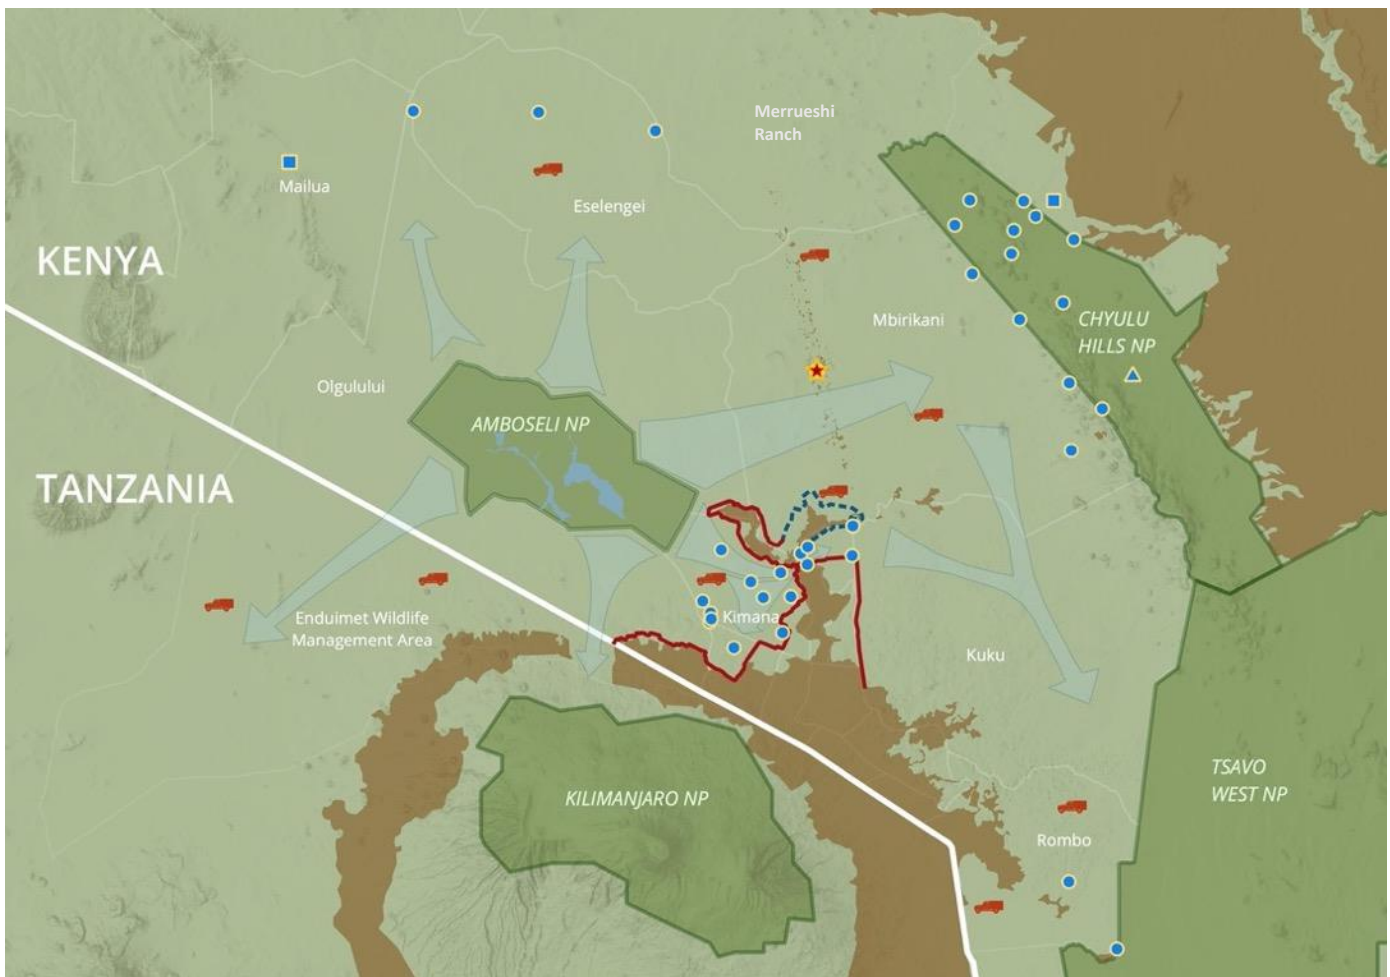 Merrueshi
Ranch
Mailua
Eselengei
KENYA
Mbirikani
CHYULU
HILLS NP
Olgulului
AMBOSELI NP
TANZANIA
Enduimet Wildlife
Management Area
Kimana
Kuku
TSAVO
WEST NP
KILIMANJARO NP
Rombo